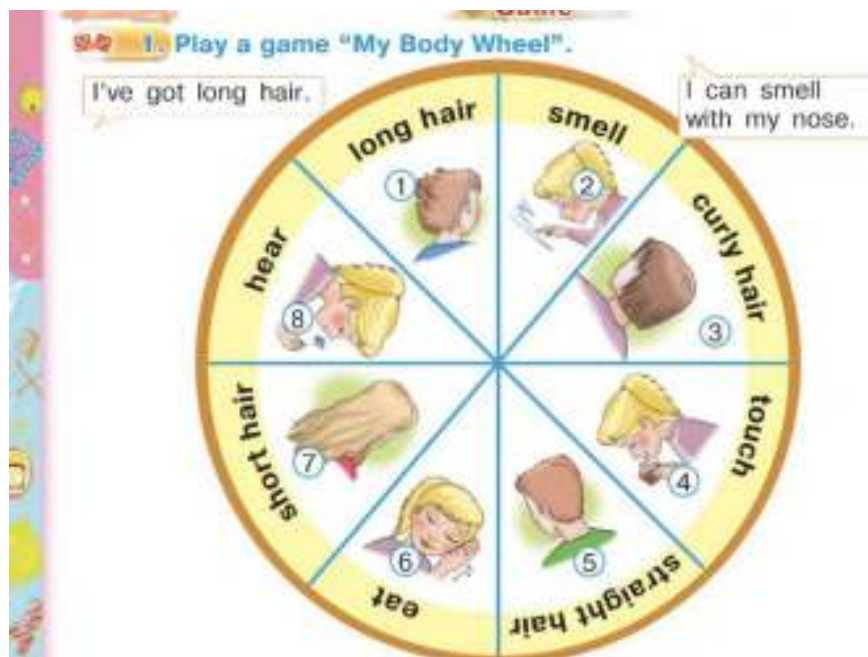 1. Play a game "My Body Wheel".
I've got long hair.
I can smell
with my nose.
long hair
smell
curly hair
touch
straight hair
eat
short hair
hear
1
2
3
4
5
6
7
8